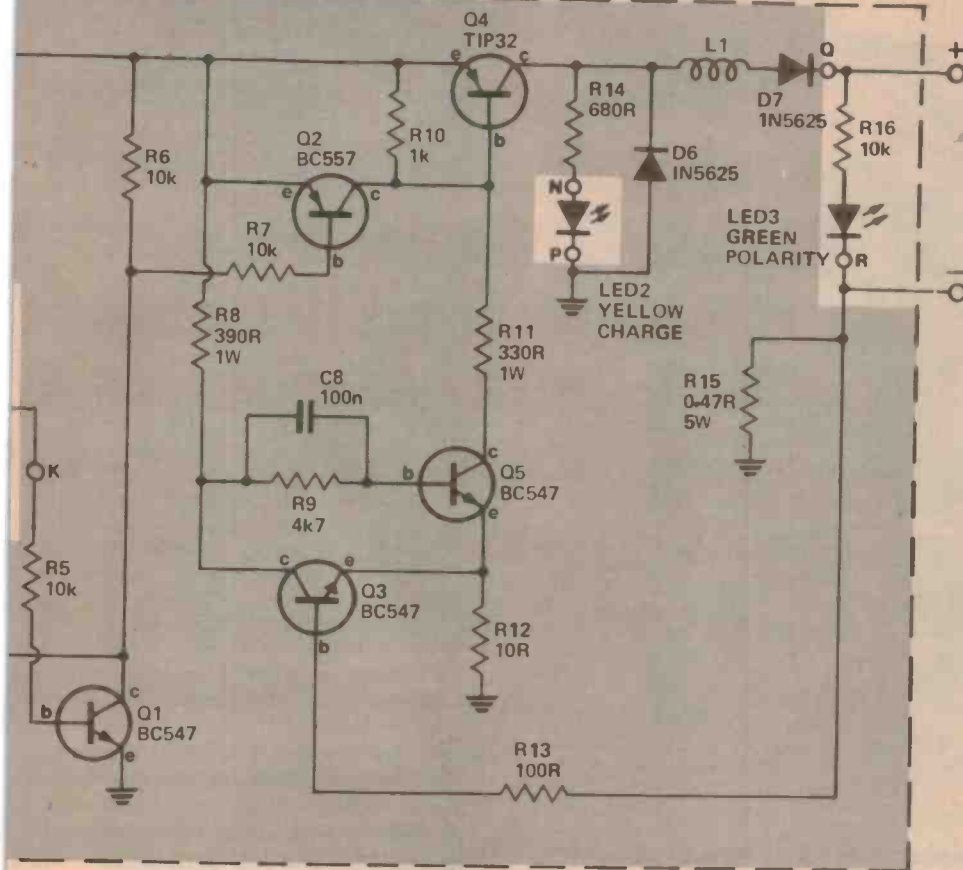 Q4
TIP32
e
c
b
L1
Q
+
D7
1N5625
R14
680R
R10
1k
R16
10k
Q2
BC557
R6
10k
D6
IN5625
e
c
b
N
P
R7
10k
LED3
GREEN
POLARITY
R
–
LED2
YELLOW
CHARGE
R8
390R
1W
R11
330R
1W
C8
100n
R15
0.47R
5W
K
b
c
e
Q5
BC547
R9
4k7
R5
10k
c
e
b
Q3
BC547
R12
10R
b
c
e
Q1
BC547
R13
100R